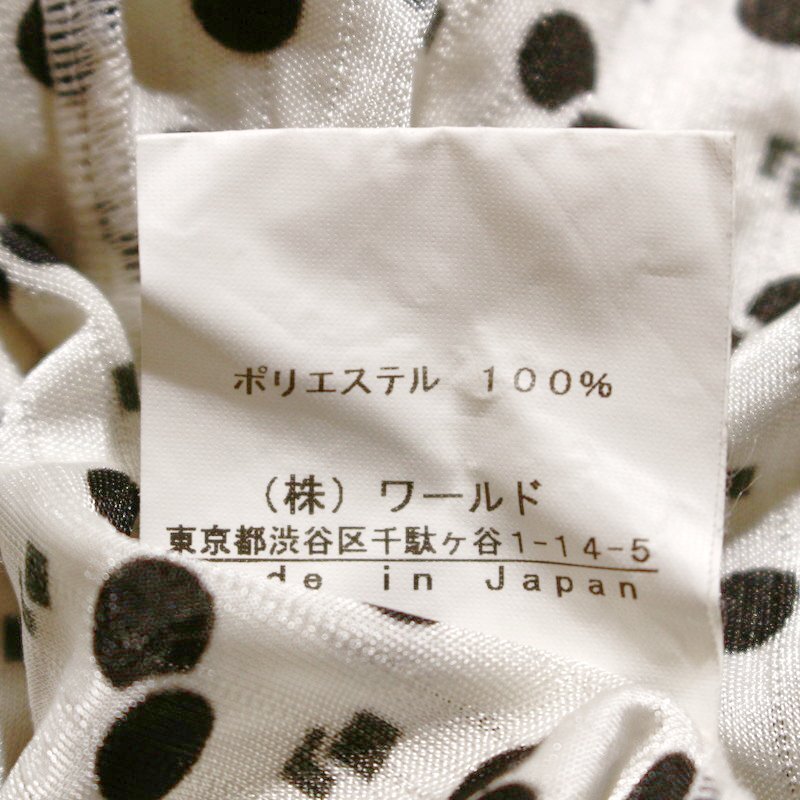 ポリエステル　１００％
（株）ワールド
東京都渋谷区千駄ヶ谷1-14-5
de in Japan